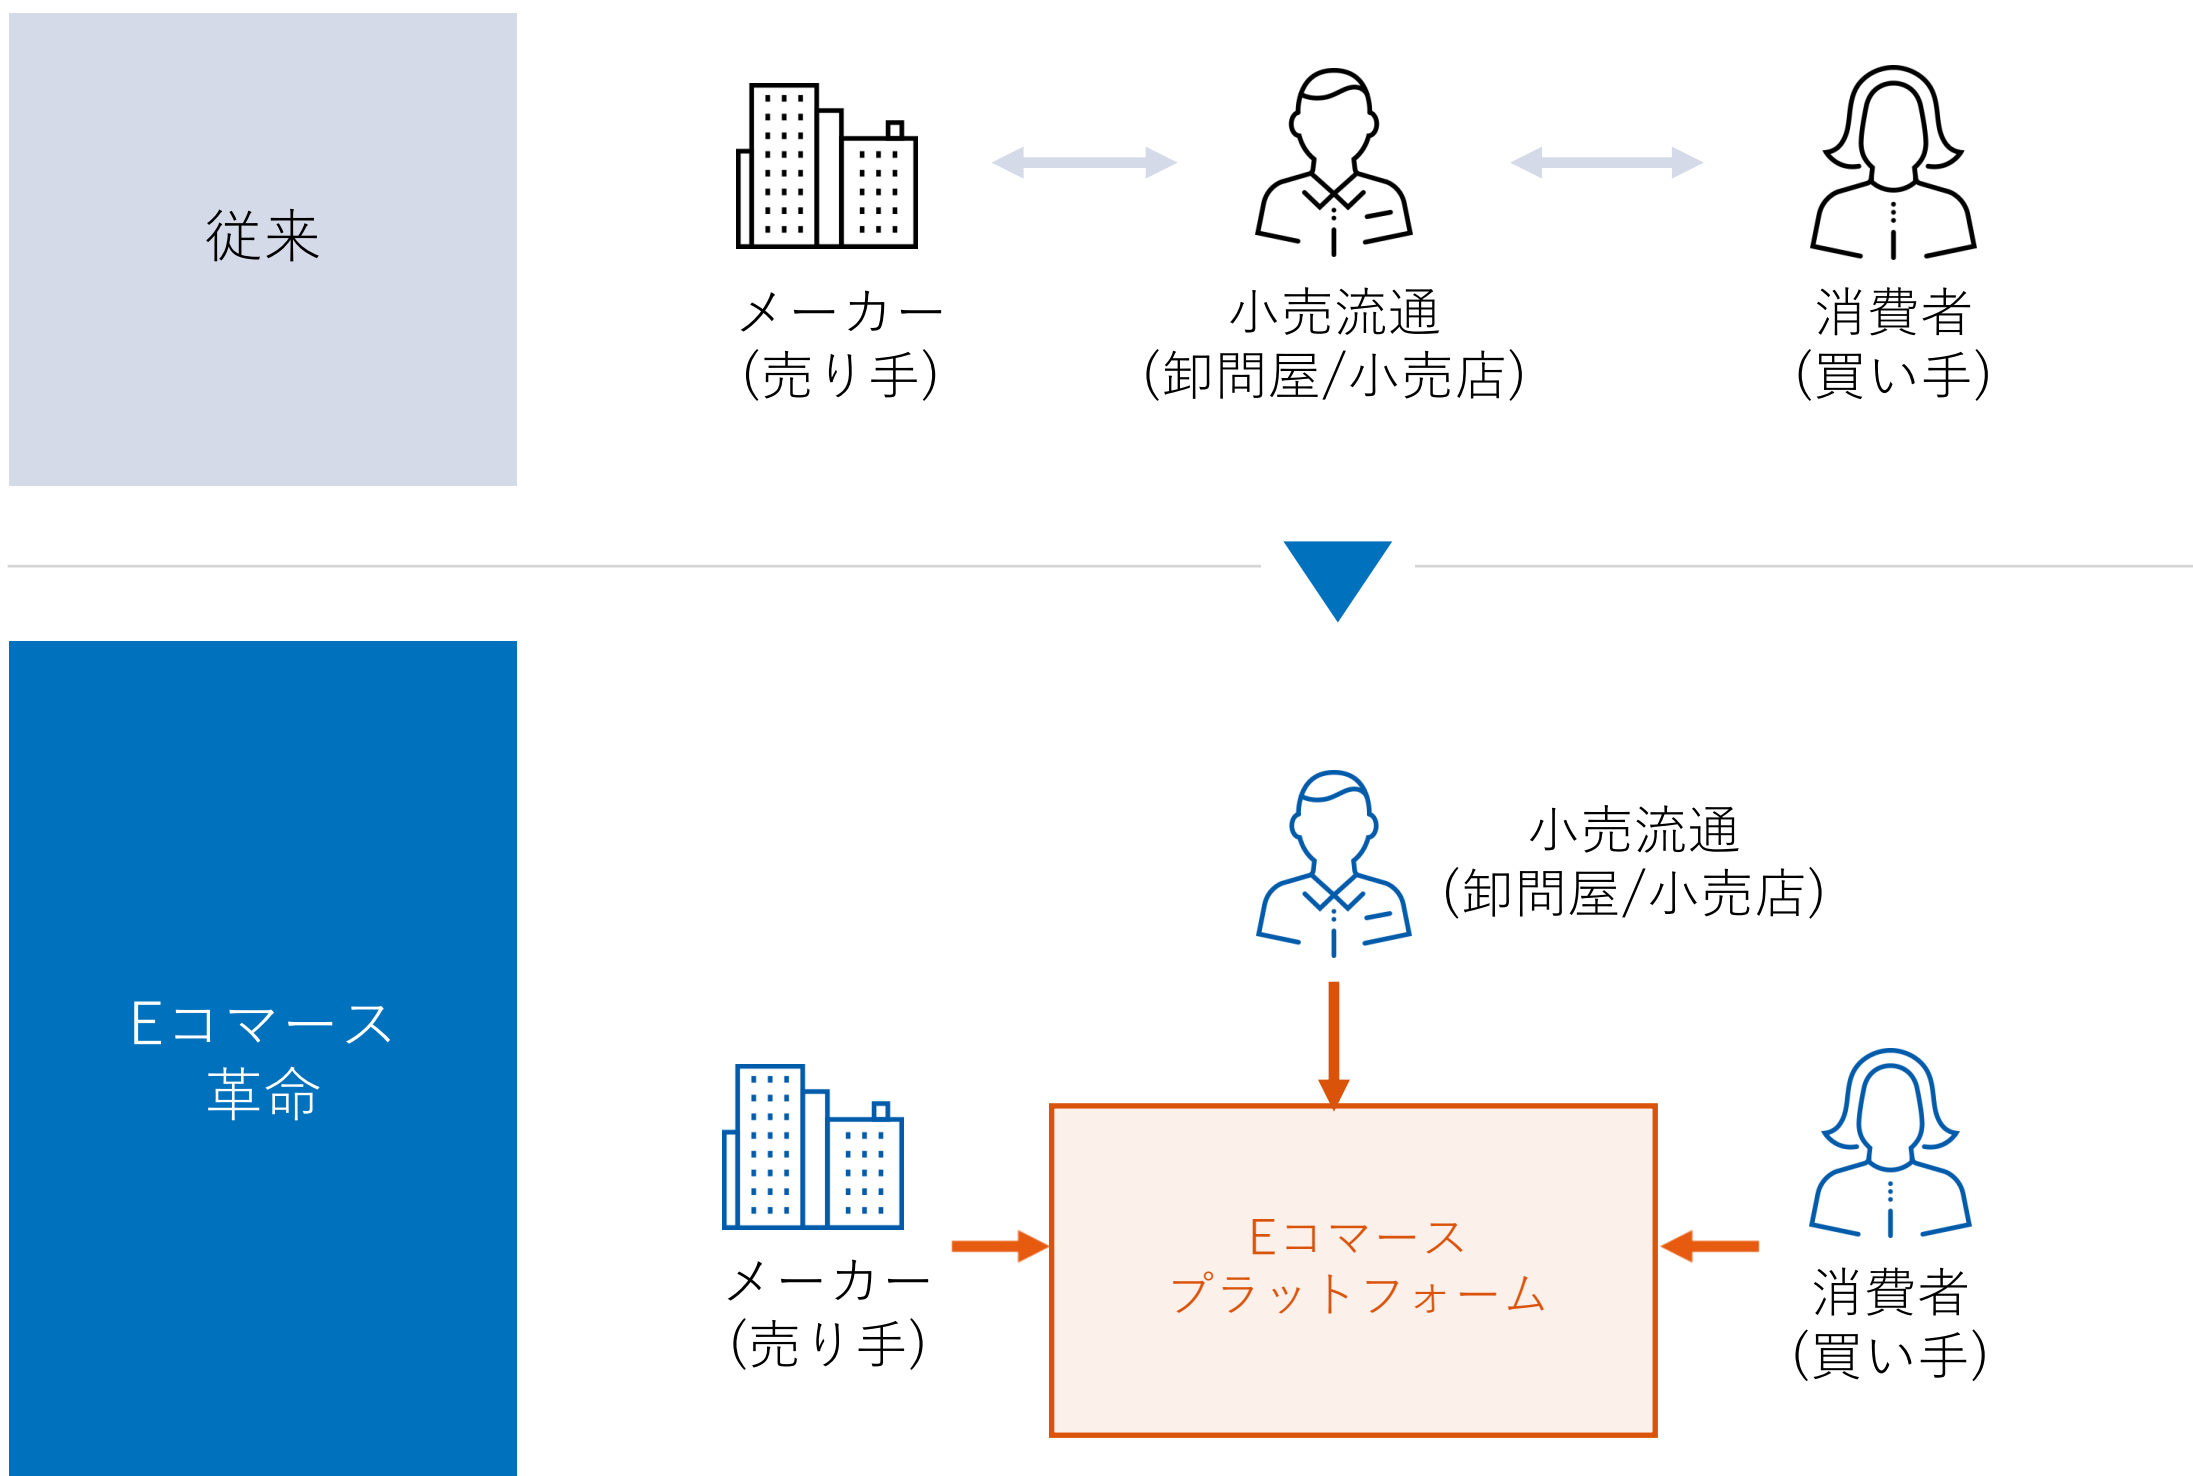 従来
メーカー
(売り手)
小売流通
(卸問屋/小売店)
消費者
(買い手)
Eコマース
革命
小売流通
(卸問屋/小売店)
メーカー
(売り手)
Eコマース
プラットフォーム
消費者
(買い手)